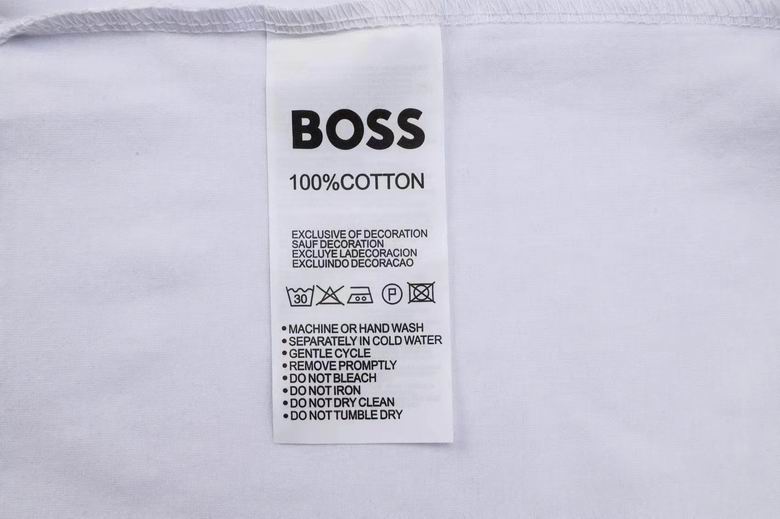 BOSS
100%COTTON
EXCLUSIVE OF DECORATION
SAUF DECORATION
EXCLUYE LADECORACION
EXCLUINDO DECORACAO
30 P
• MACHINE OR HAND WASH
• SEPARATELY IN COLD WATER
• GENTLE CYCLE
• REMOVE PROMPTLY
• DO NOT BLEACH
• DO NOT IRON
• DO NOT DRY CLEAN
• DO NOT TUMBLE DRY